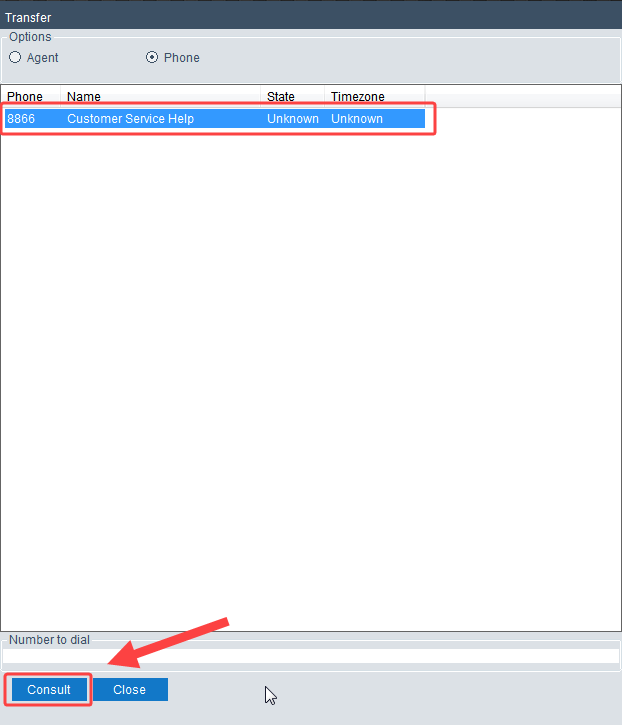 Transfer
Options
Agent Phone
Phone Name State Timezone
8866 Customer Service Help Unknown Unknown
Number to dial
Consult Close